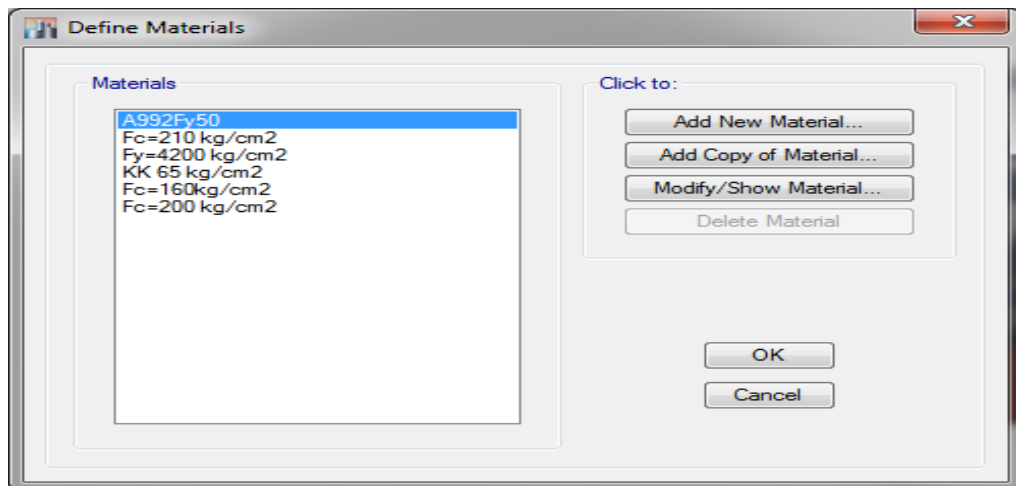 Define Materials
Materials
A992Fy50
Fc=210 kg/cm2
Fy=4200 kg/cm2
KK 65 kg/cm2
Fc=160kg/cm2
Fc=200 kg/cm2
Click to:
Add New Material...
Add Copy of Material...
Modify/Show Material...
Delete Material
OK
Cancel